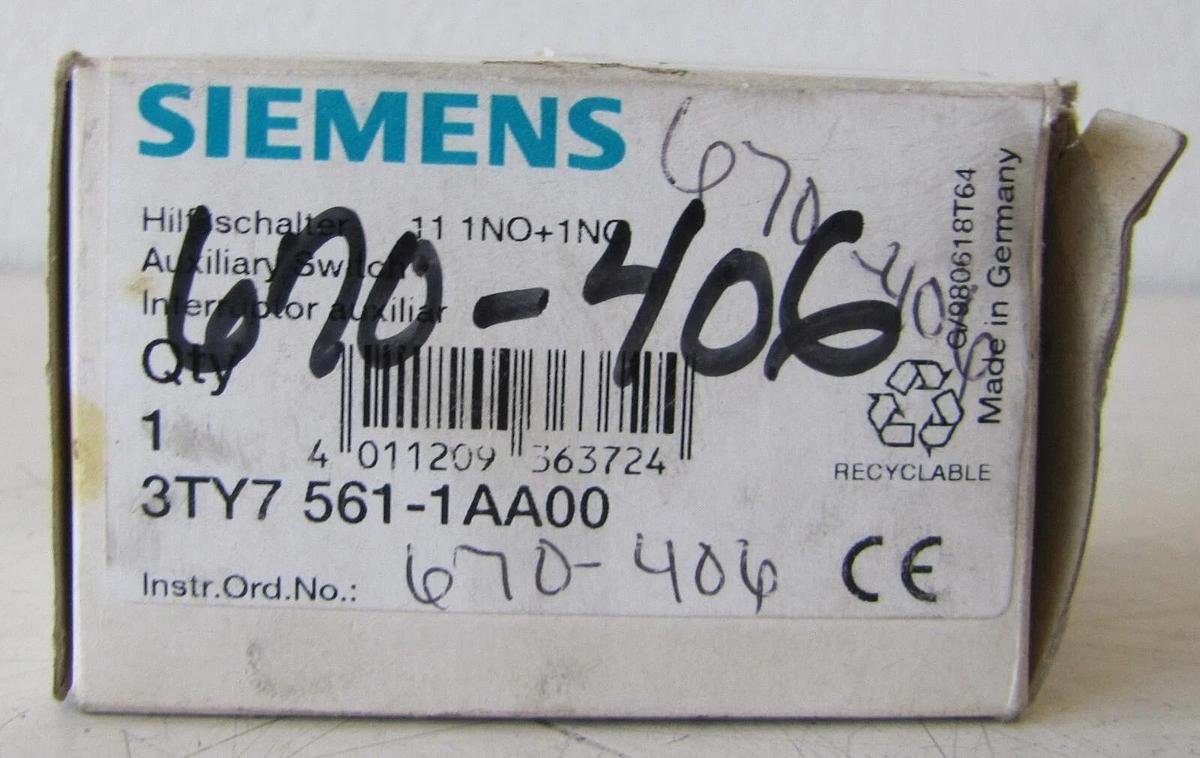 SIEMENS
670
406
Hilfsschalter 11 1NO+1NC
Auxiliary Switch
Interruptor auxiliar
670-406
Qty
1
4 011209 363724
3TY7 561-1AA00
Instr.Ord.No.: 670-406
RECYCLABLE
CE
G/980618T64
Made in Germany